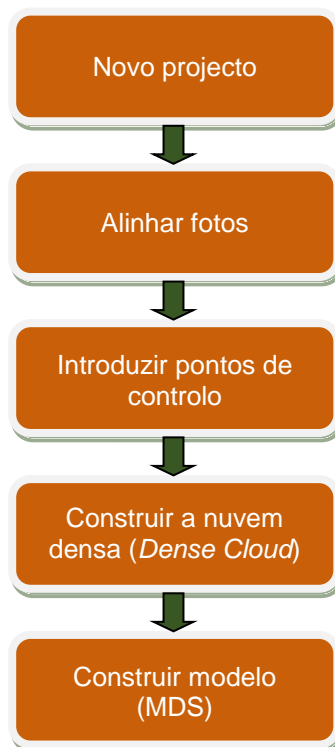 Novo projecto
Alinhar fotos
Introduzir pontos de
controlo
Construir a nuvem
densa (Dense Cloud)
Construir modelo
(MDS)